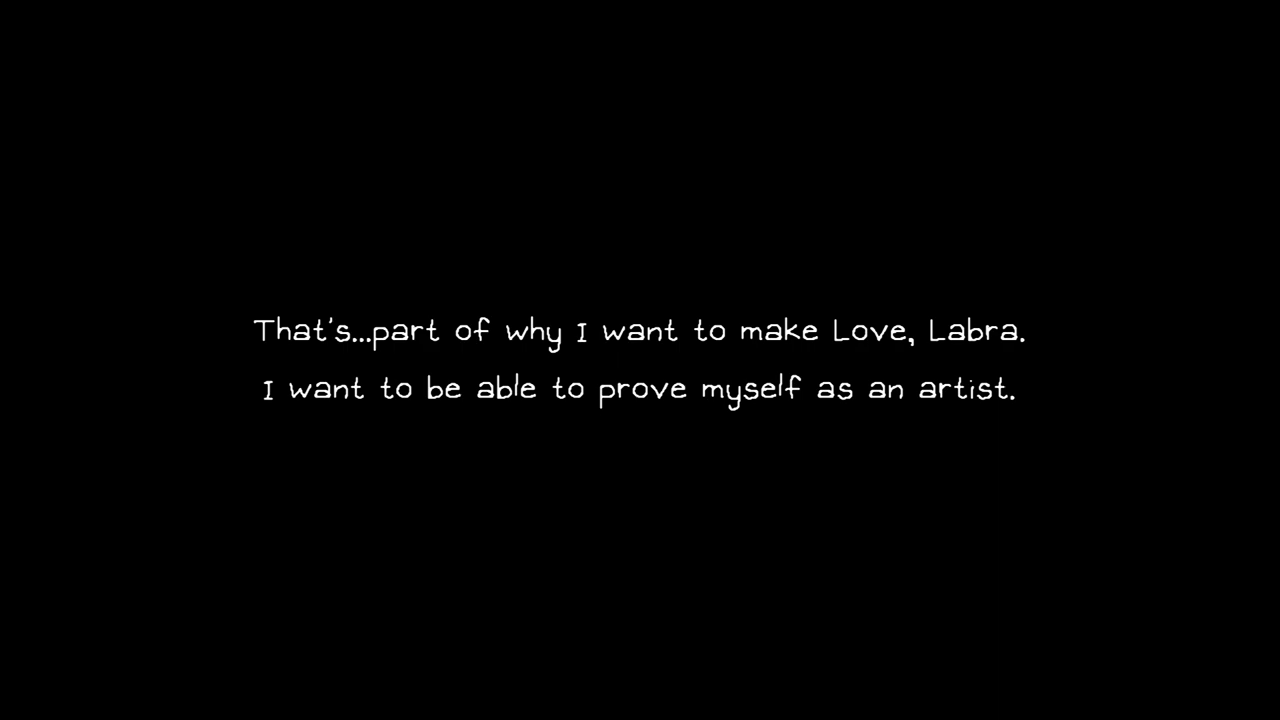 That's...part of why I want to make Love, Labra.
I want to be able to prove myself as an artist.